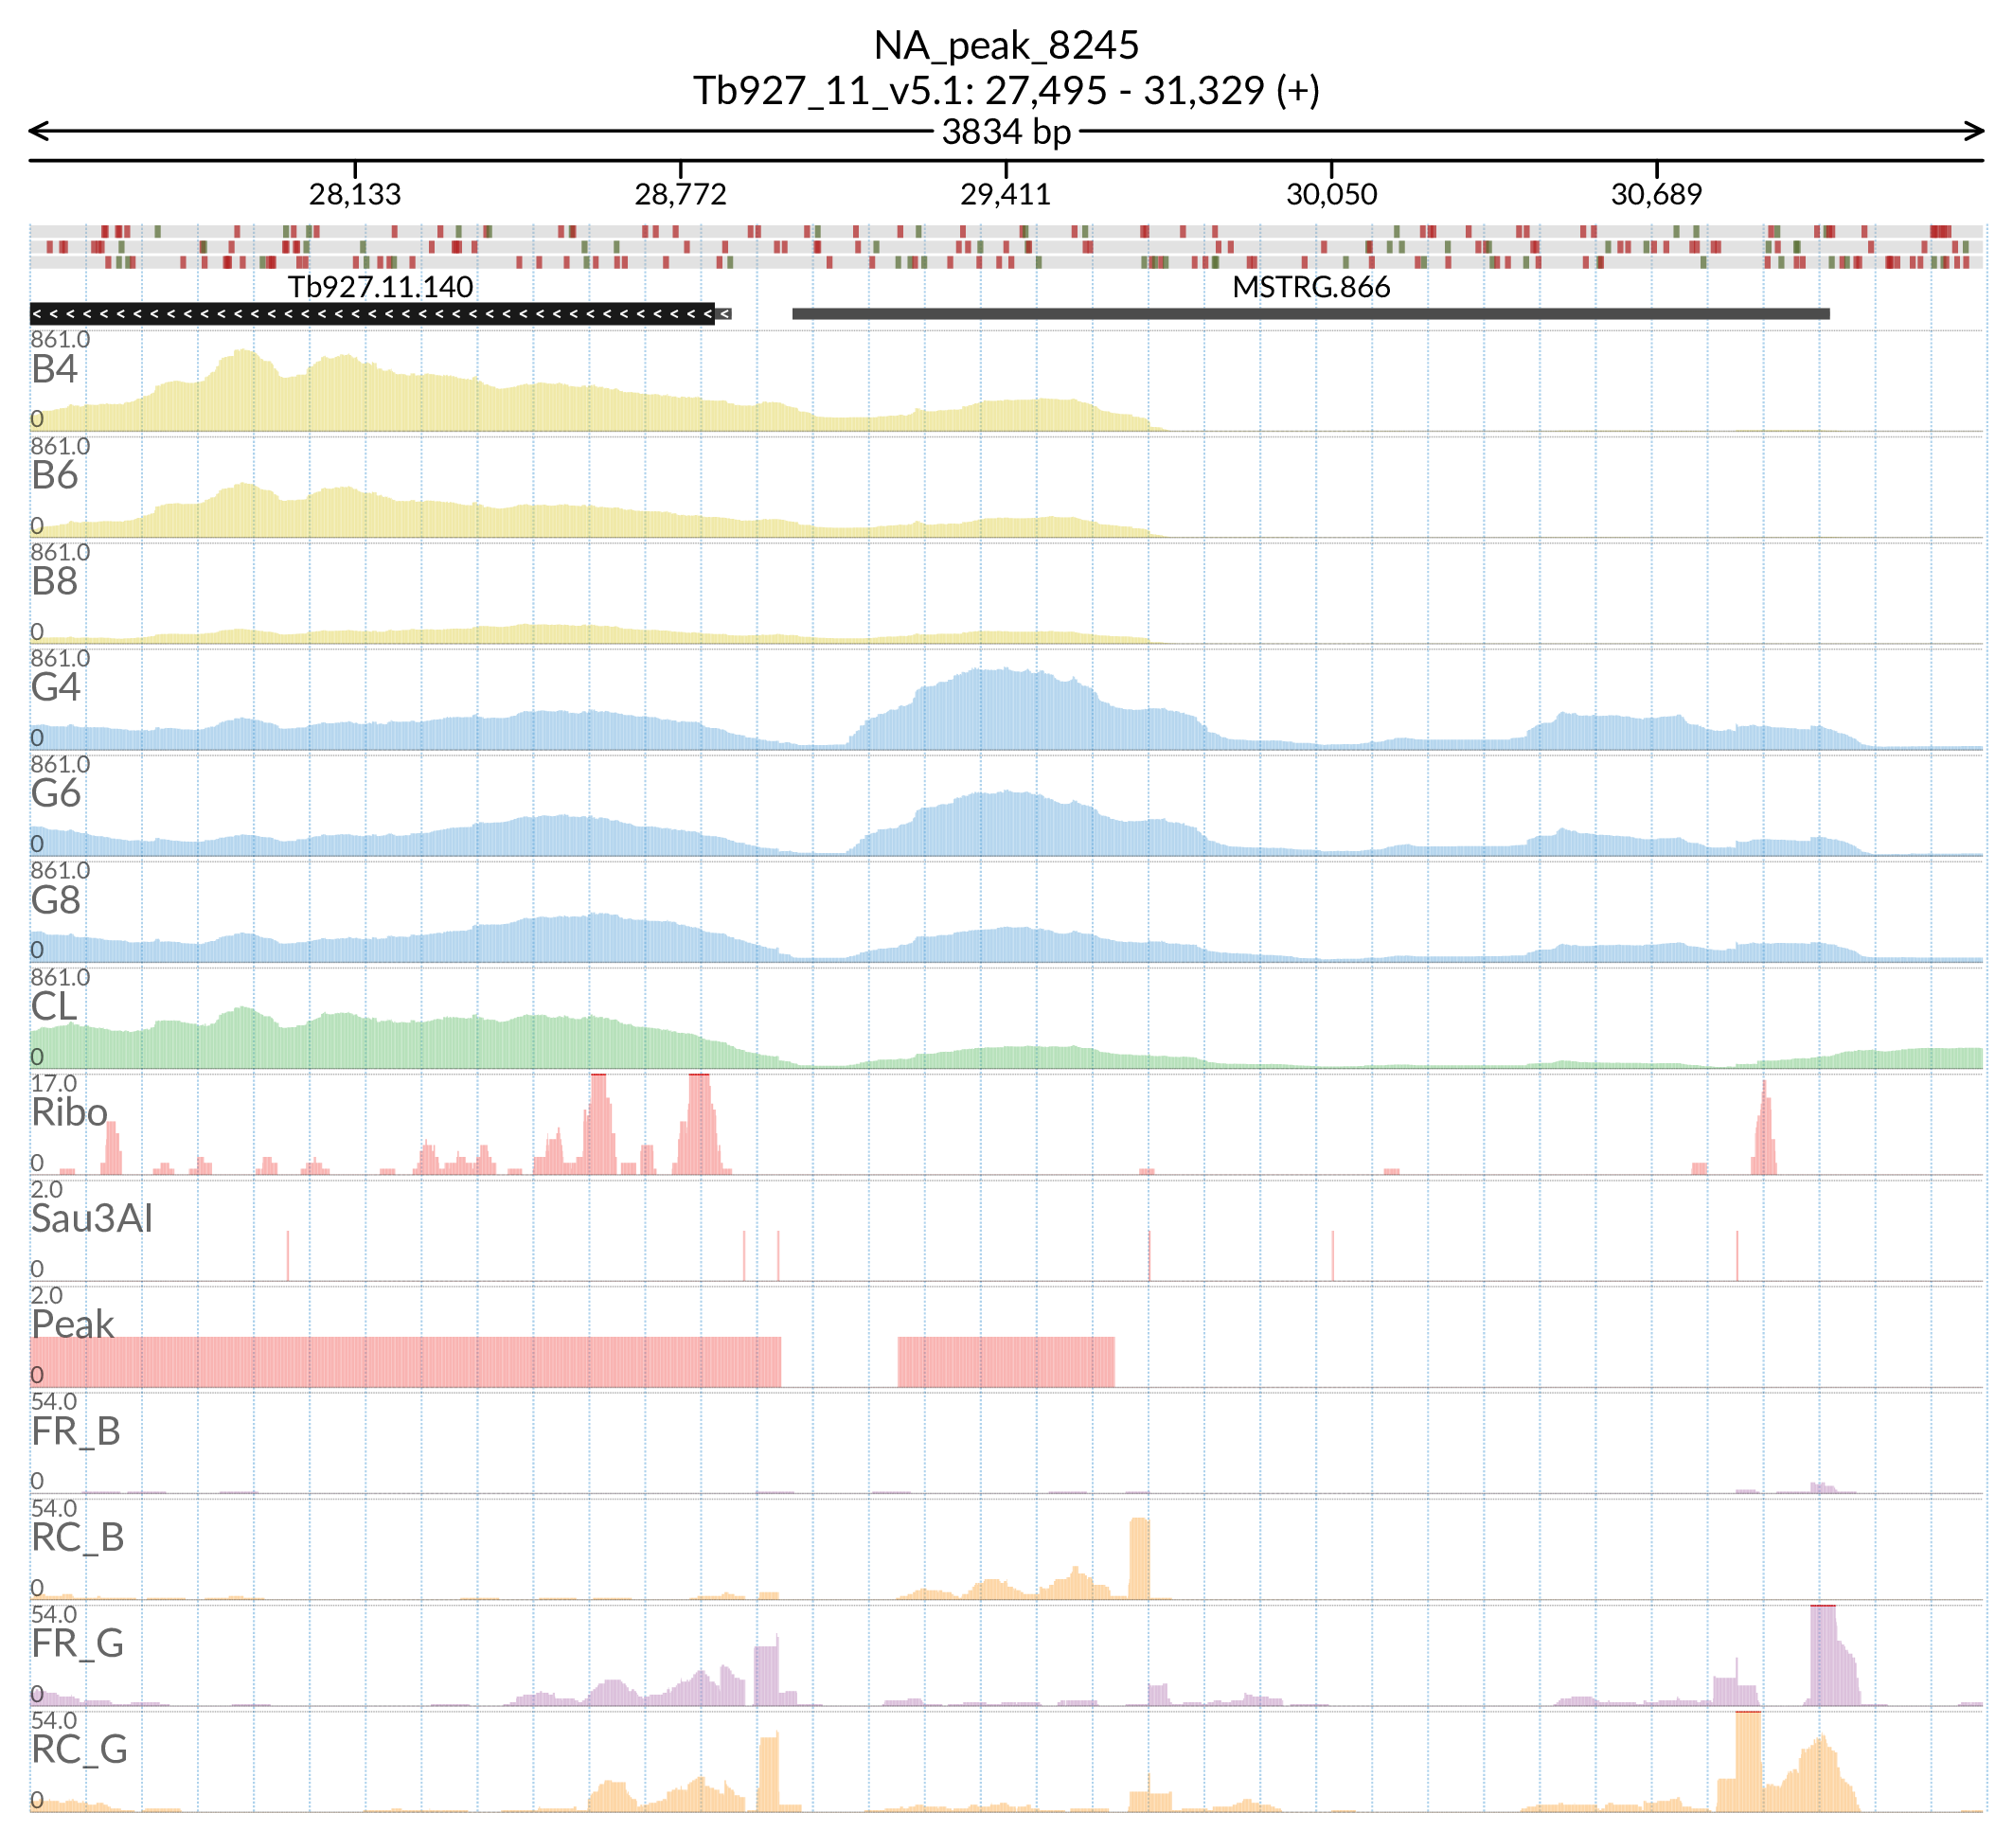 NA_peak_8245
Tb927_11_v5.1: 27,495 - 31,329 (+)
3834 bp
28,133 28,772 29,411 30,050 30,689
Tb927.11.140 MSTRG.866
861.0
B4
0
861.0
B6
0
861.0
B8
0
861.0
G4
0
861.0
G6
0
861.0
G8
0
861.0
CL
0
17.0
Ribo
0
2.0
Sau3AI
0
2.0
Peak
0
54.0
FR_B
0
54.0
RC_B
0
54.0
FR_G
0
54.0
RC_G
0